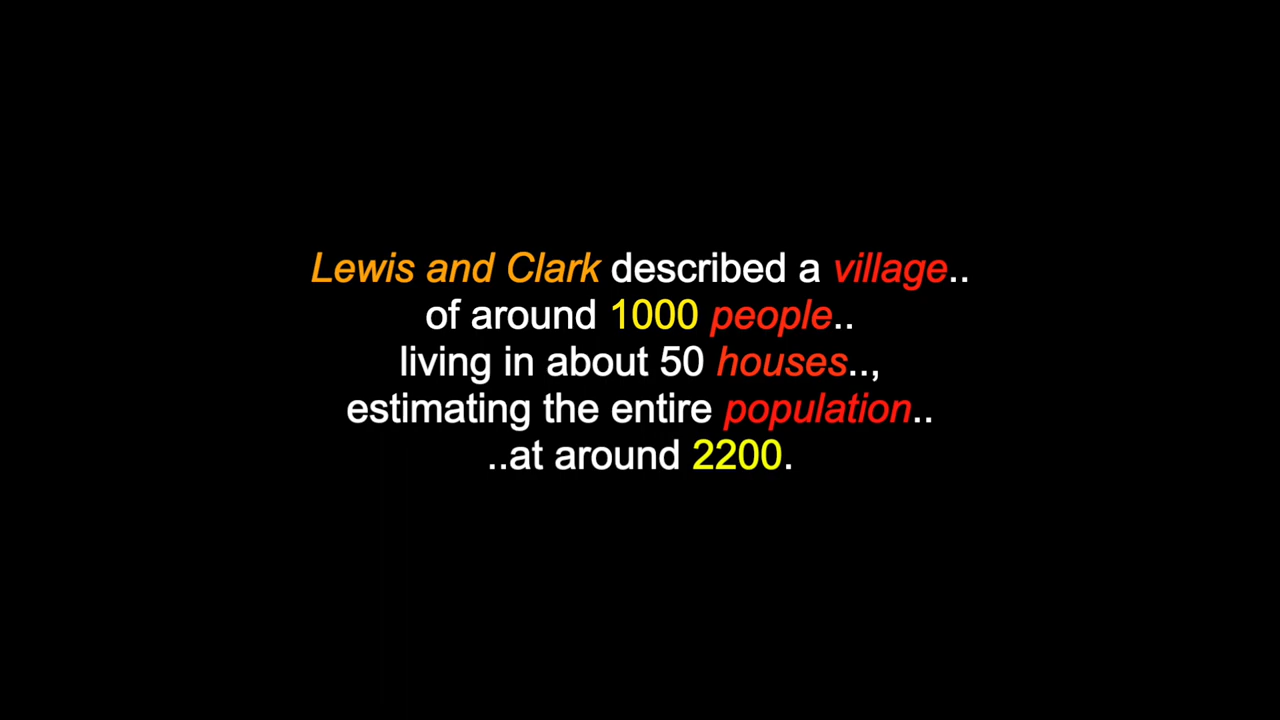 Lewis and Clark described a village..
of around 1000 people..
living in about 50 houses..,
estimating the entire population..
..at around 2200.